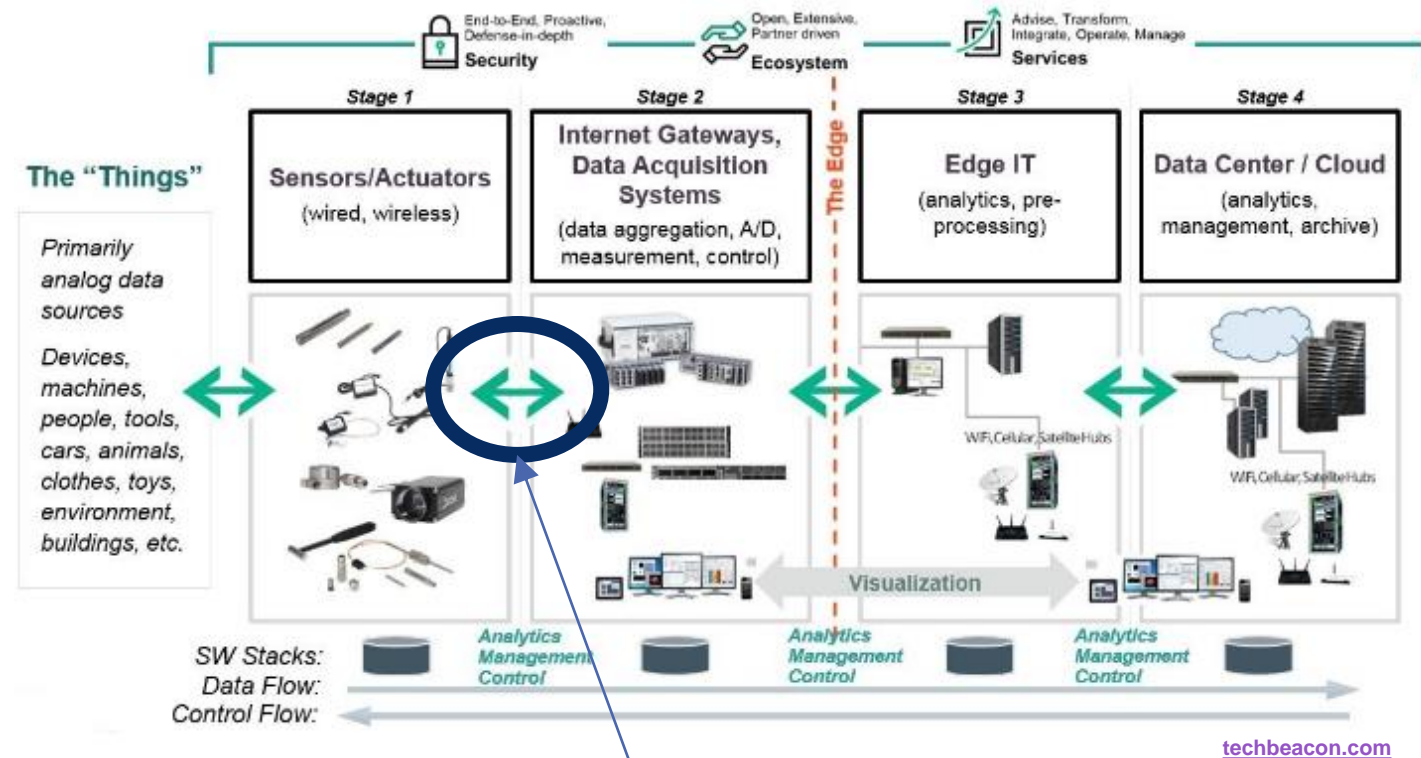 End-to-End, Proactive,
Defense-in-depth
Security
Open, Extensive,
Partner driven
Ecosystem
Advise, Transform,
Integrate, Operate, Manage
Services
Stage 1
Stage 2
Stage 3
Stage 4
The "Things"
Primarily
analog data
sources
Devices,
machines,
people, tools,
cars, animals,
clothes, toys,
environment,
buildings, etc.
Sensors/Actuators
(wired, wireless)
Internet Gateways,
Data Acquisition
Systems
(data aggregation, A/D,
measurement, control)
The Edge
Edge IT
(analytics, pre-
processing)
Data Center / Cloud
(analytics,
management, archive)
WiFi, Cellular, Satellite Hubs
WiFi, Cellular, Satellite Hubs
Visualization
SW Stacks:
Data Flow:
Control Flow:
Analytics
Management
Control
Analytics
Management
Control
Analytics
Management
Control
techbeacon.com